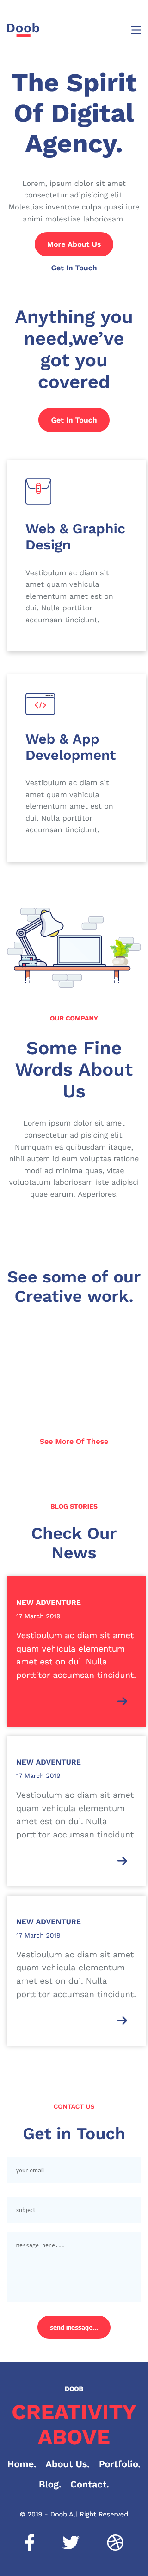 Doob
The Spirit
Of Digital
Agency.
Lorem, ipsum dolor sit amet
consectetur adipisicing elit.
Molestias inventore culpa quasi iure
animi molestiae laboriosam.
More About Us
Get In Touch
Anything you
need,we've
got you
covered
Get In Touch
Web & Graphic
Design
Vestibulum ac diam sit
amet quam vehicula
elementum amet est on
dui. Nulla porttitor
accumsan tincidunt.
Web & App
Development
Vestibulum ac diam sit
amet quam vehicula
elementum amet est on
dui. Nulla porttitor
accumsan tincidunt.
OUR COMPANY
Some Fine
Words About
Us
Lorem ipsum dolor sit amet
consectetur adipisicing elit.
Numquam ea quibusdam itaque,
nihil autem id eum voluptas ratione
modi ad minima quas, vitae
voluptatum laboriosam iste adipisci
quae earum. Asperiores.
See some of our
Creative work.
See More Of These
BLOG STORIES
Check Our
News
NEW ADVENTURE
17 March 2019
Vestibulum ac diam sit amet
quam vehicula elementum
amet est on dui. Nulla
porttitor accumsan tincidunt.
NEW ADVENTURE
17 March 2019
Vestibulum ac diam sit amet
quam vehicula elementum
amet est on dui. Nulla
porttitor accumsan tincidunt.
NEW ADVENTURE
17 March 2019
Vestibulum ac diam sit amet
quam vehicula elementum
amet est on dui. Nulla
porttitor accumsan tincidunt.
CONTACT US
Get in Touch
your email
subject
message here...
send message...
DOOB
CREATIVITY
ABOVE
Home. About Us. Portfolio.
Blog. Contact.
© 2019 - Doob,All Right Reserved